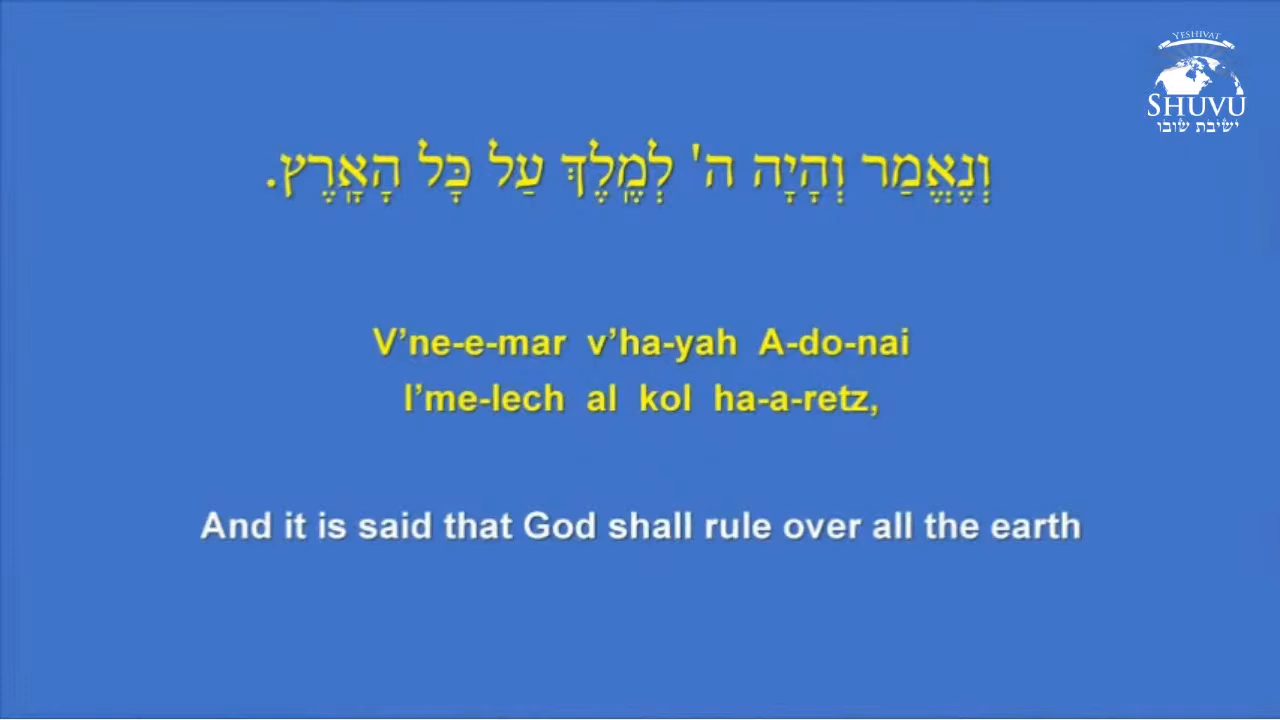 YESHIVAT
SHUVU
ישיבת שובו
וְנֶאֱמַר וְהָיָה ה' לְמֶֽלֶךְ עַל כָּל הָאָֽרֶץ.
V’ne-e-mar v’ha-yah A-do-nai
l’me-lech al kol ha-a-retz,
And it is said that God shall rule over all the earth